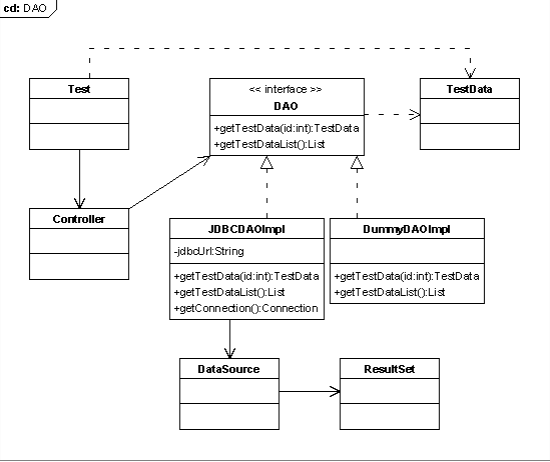 cd: DAO
Test
<< interface >>
DAO
+getTestData(id:int):TestData
+getTestDataList():List
TestData
Controller
JDBCDAOImpl
-jdbcUrl:String
+getTestData(id:int):TestData
+getTestDataList():List
+getConnection():Connection
DummyDAOImpl
+getTestData(id:int):TestData
+getTestDataList():List
DataSource
ResultSet